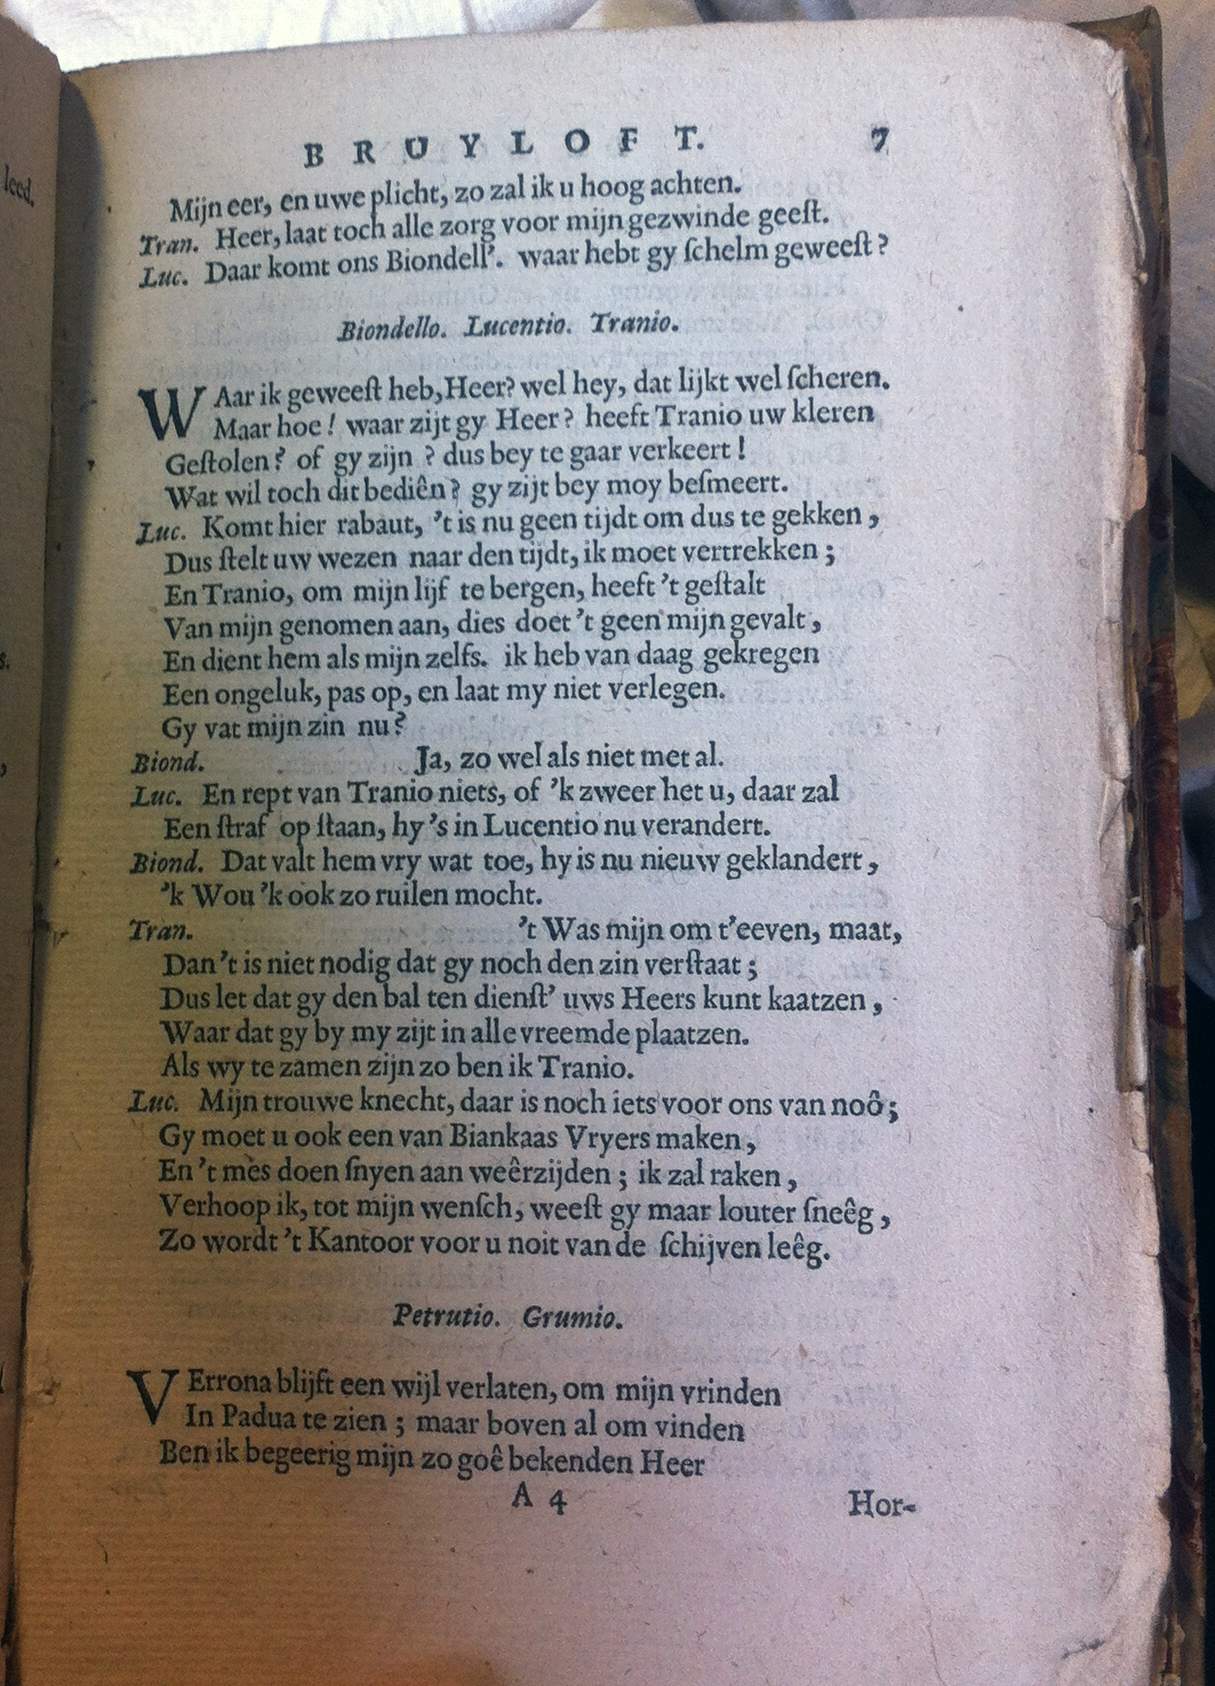 BRUYLOFT. 7
Mijn eer, en uwe plicht, zo zal ik u hoog achten.
Tran. Heer, laat toch alle zorg voor mijn gezwinde geeſt.
Luc. Daar komt ons Biondell'. waar hebt gy ſchelm geweeſt?
Biondello. Lucentio. Tranio.
WAar ik geweeſt heb, Heer? wel hey, dat lijkt wel ſcheren.
Maar hoe! waar zijt gy Heer? heeft Tranio uw kleren
Geſtolen? of gy zijn? dus bey te gaar verkeert!
Wat wil toch dit bediên? gy zijt bey moy beſmeert.
Luc. Komt hier rabaut, 't is nu geen tijdt om dus te gekken,
Dus ſtelt uw wezen naar den tijdt, ik moet vertrekken;
En Tranio, om mijn lijf te bergen, heeft 't geſtalt
Van mijn genomen aan, dies doet 't geen mijn gevalt,
En dient hem als mijn zelfs. ik heb van daag gekregen
Een ongeluk, pas op, en laat my niet verlegen.
Gy vat mijn zin nu?
Biond. Ja, zo wel als niet met al.
Luc. En rept van Tranio niets, of 'k zweer het u, daar zal
Een ſtraf op ſtaan, hy 's in Lucentio nu verandert.
Biond. Dat valt hem vry wat toe, hy is nu nieuw geklandert,
'k Wou 'k ook zo ruilen mocht.
Tran. 't Was mijn om t'eeven, maat,
Dan 't is niet nodig dat gy noch den zin verſtaat;
Dus let dat gy den bal ten dienſt' uws Heers kunt kaatzen,
Waar dat gy by my zijt in alle vreemde plaatzen.
Als wy te zamen zijn zo ben ik Tranio.
Luc. Mijn trouwe knecht, daar is noch iets voor ons van noô;
Gy moet u ook een van Biankaas Vryers maken,
En 't mes doen ſnyen aan weêrzijden; ik zal raken,
Verhoop ik, tot mijn wenſch, weeſt gy maar louter ſneêg,
Zo wordt 't Kantoor voor u noit van de ſchijven leêg.
Petrutio. Grumio.
VErrona blijft een wijl verlaten, om mijn vrinden
In Padua te zien; maar boven al om vinden
Ben ik begeerig mijn zo goê bekenden Heer
A 4 Hor-
leed.
s.